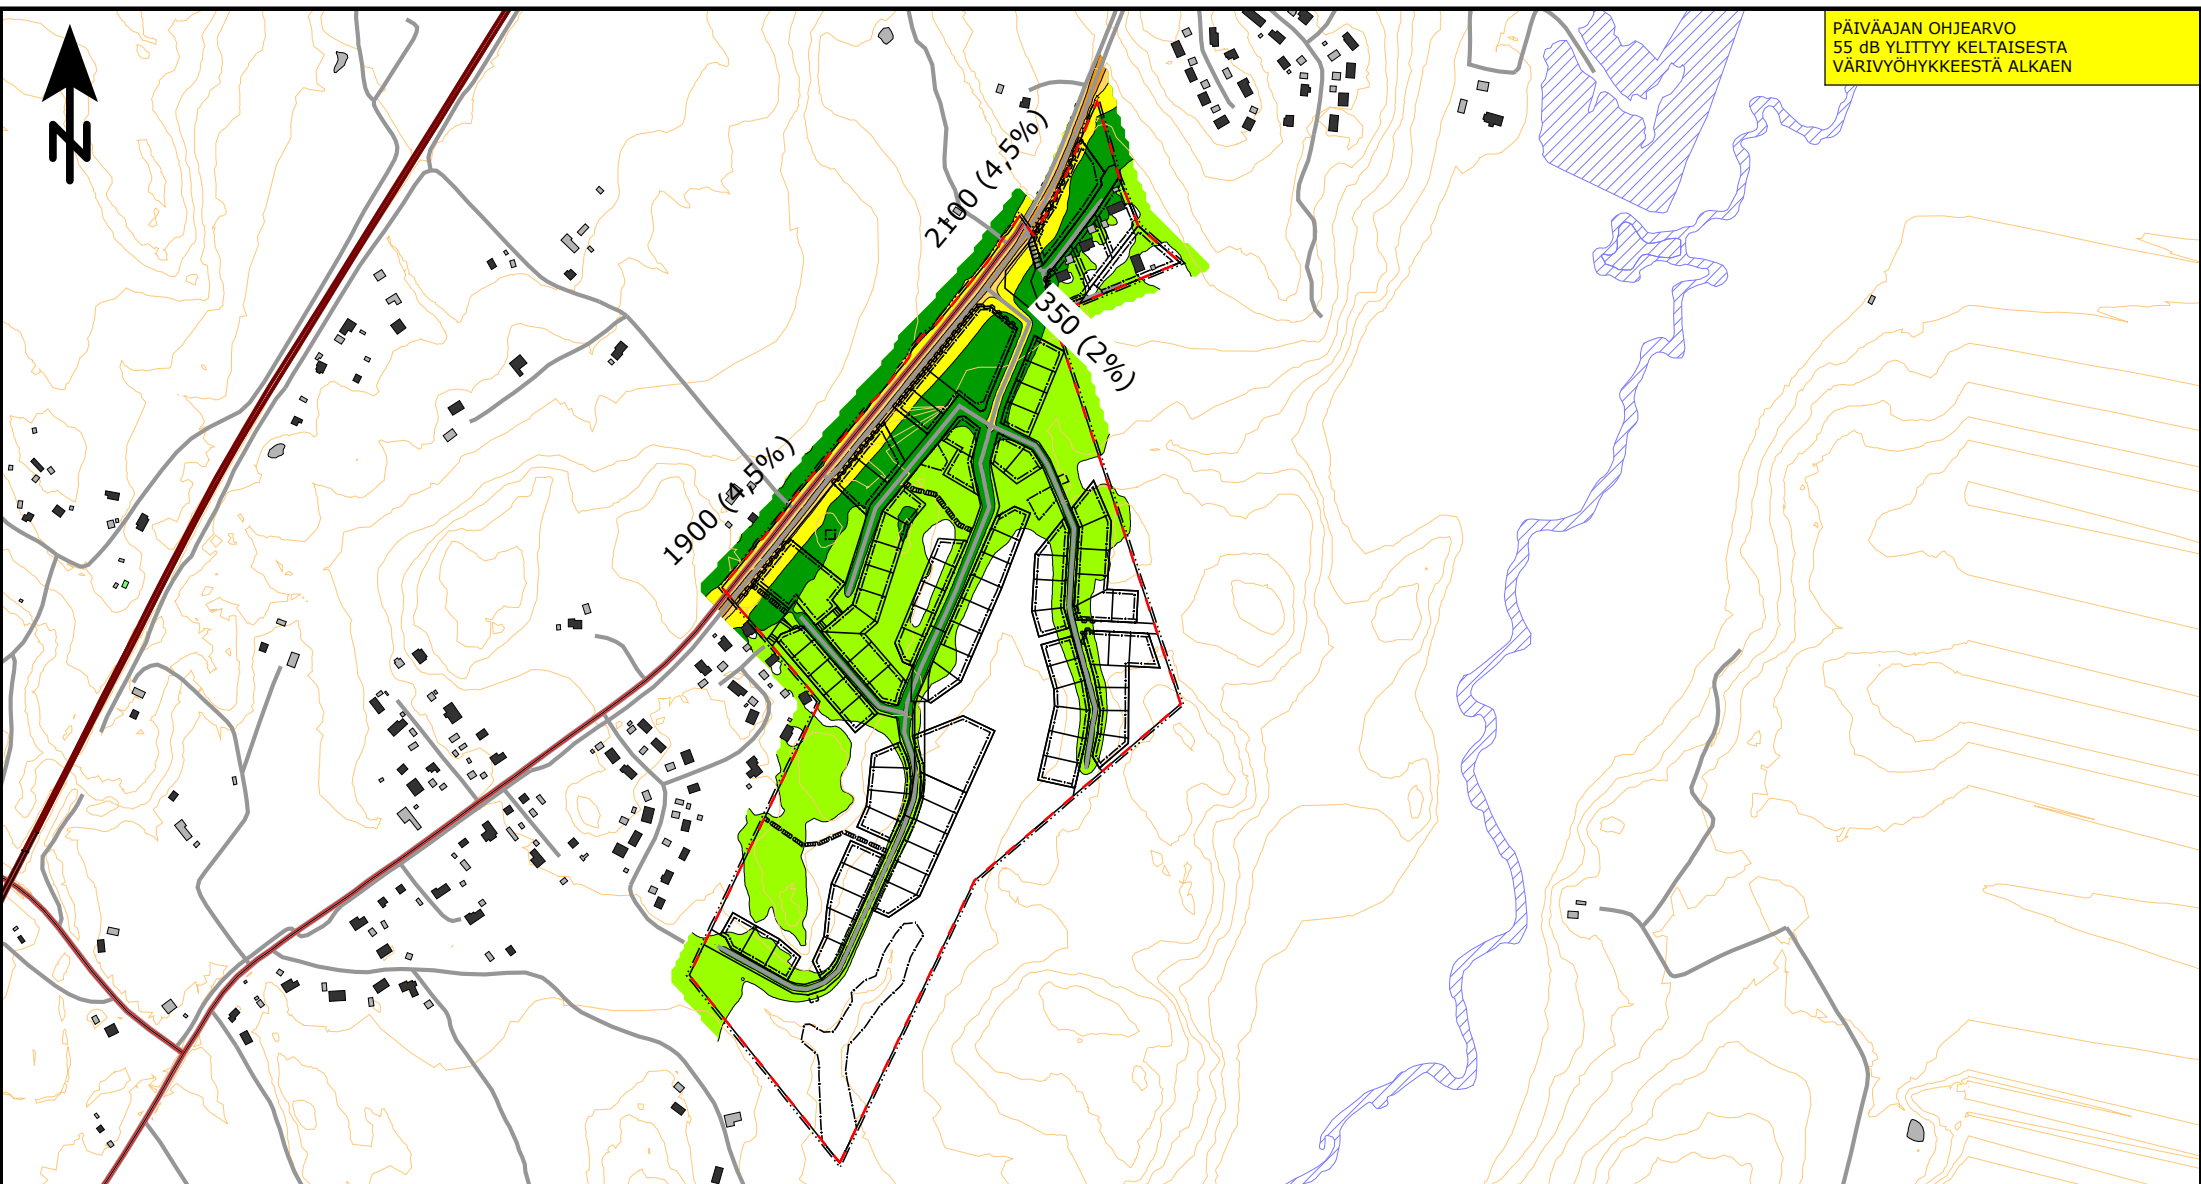 PÄIVÄAJAN OHJEARVO
55 dB YLITTYY KELTAISESTA
VÄRIVYÖHYKKEESTÄ ALKAEN
N
2100 (4,5%)
350 (2%)
1900 (4,5%)